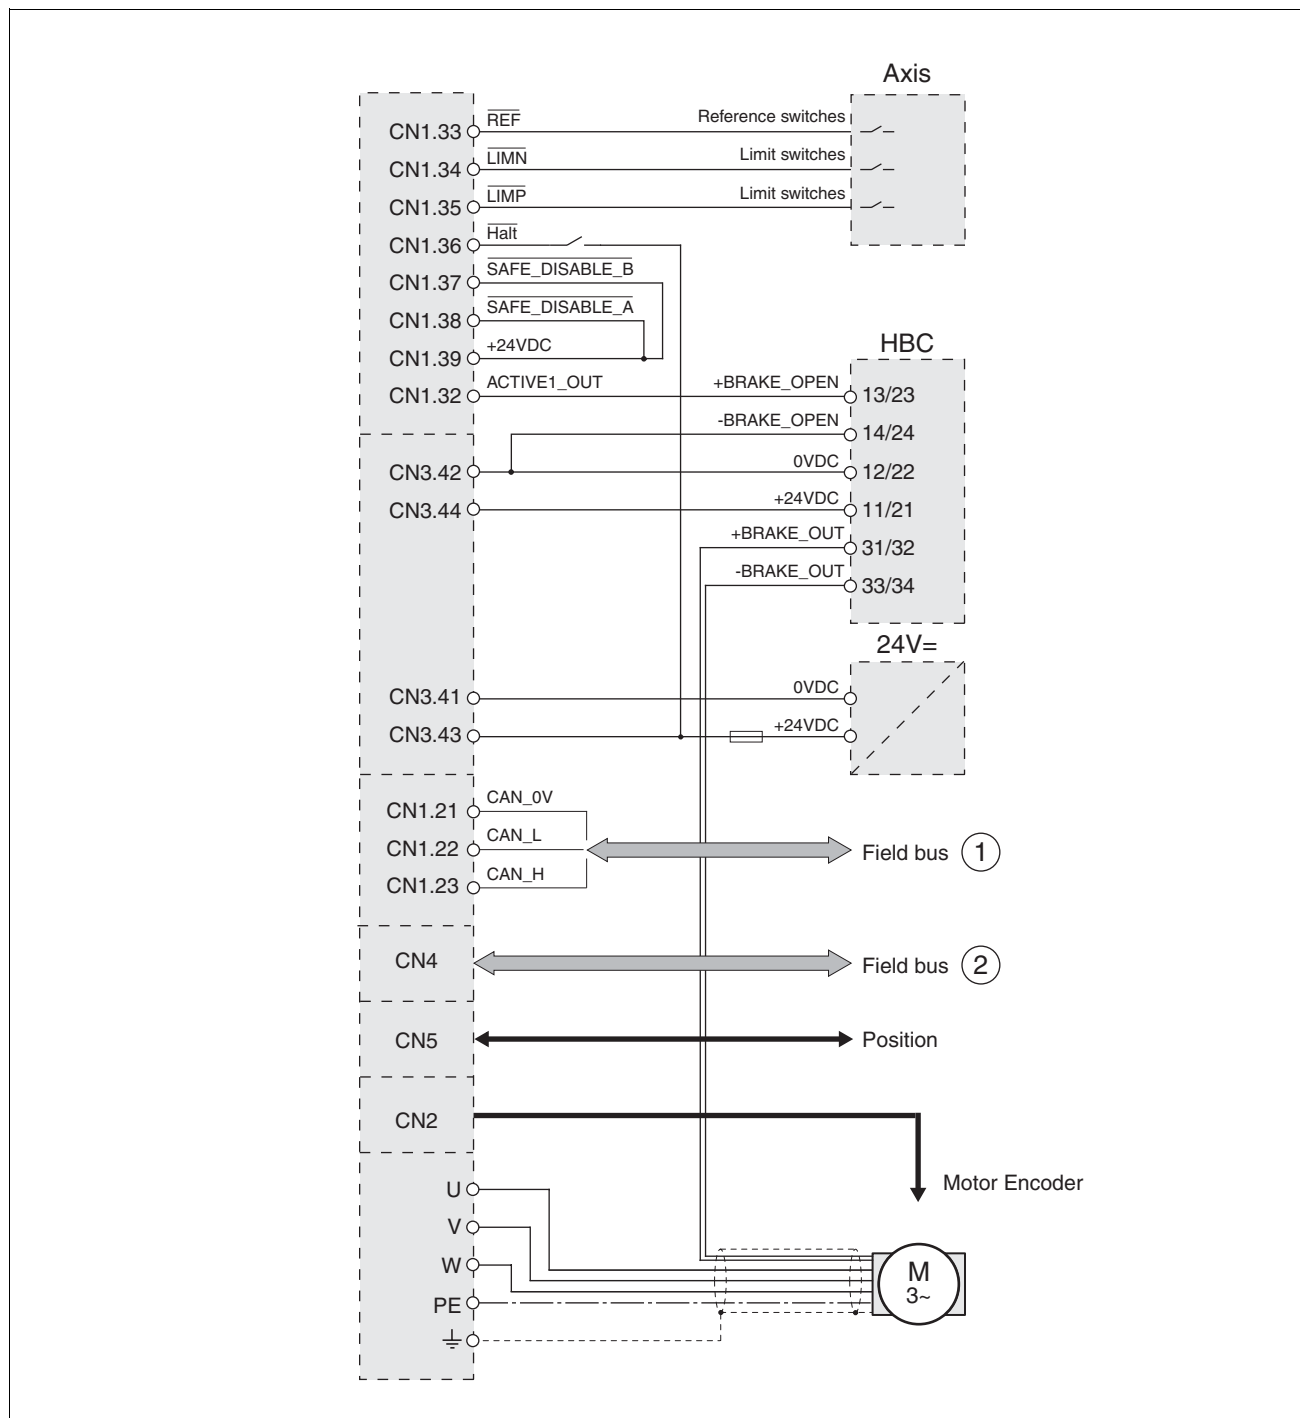 Axis
CN1.33 REF Reference switches
CN1.34 LIMN Limit switches
CN1.35 LIMP Limit switches
CN1.36 Halt
CN1.37 SAFE_DISABLE_B
CN1.38 SAFE_DISABLE_A
CN1.39 +24VDC
HBC
CN1.32 ACTIVE1_OUT +BRAKE_OPEN 13/23
-BRAKE_OPEN 14/24
CN3.42 0VDC 12/22
CN3.44 +24VDC 11/21
+BRAKE_OUT 31/32
-BRAKE_OUT 33/34
24V=
CN3.41 0VDC
CN3.43 +24VDC
CN1.21 CAN_0V
CN1.22 CAN_L Field bus 1
CN1.23 CAN_H
CN4 Field bus 2
CN5 Position
CN2
Motor Encoder
U
V
W
PE
M
3~